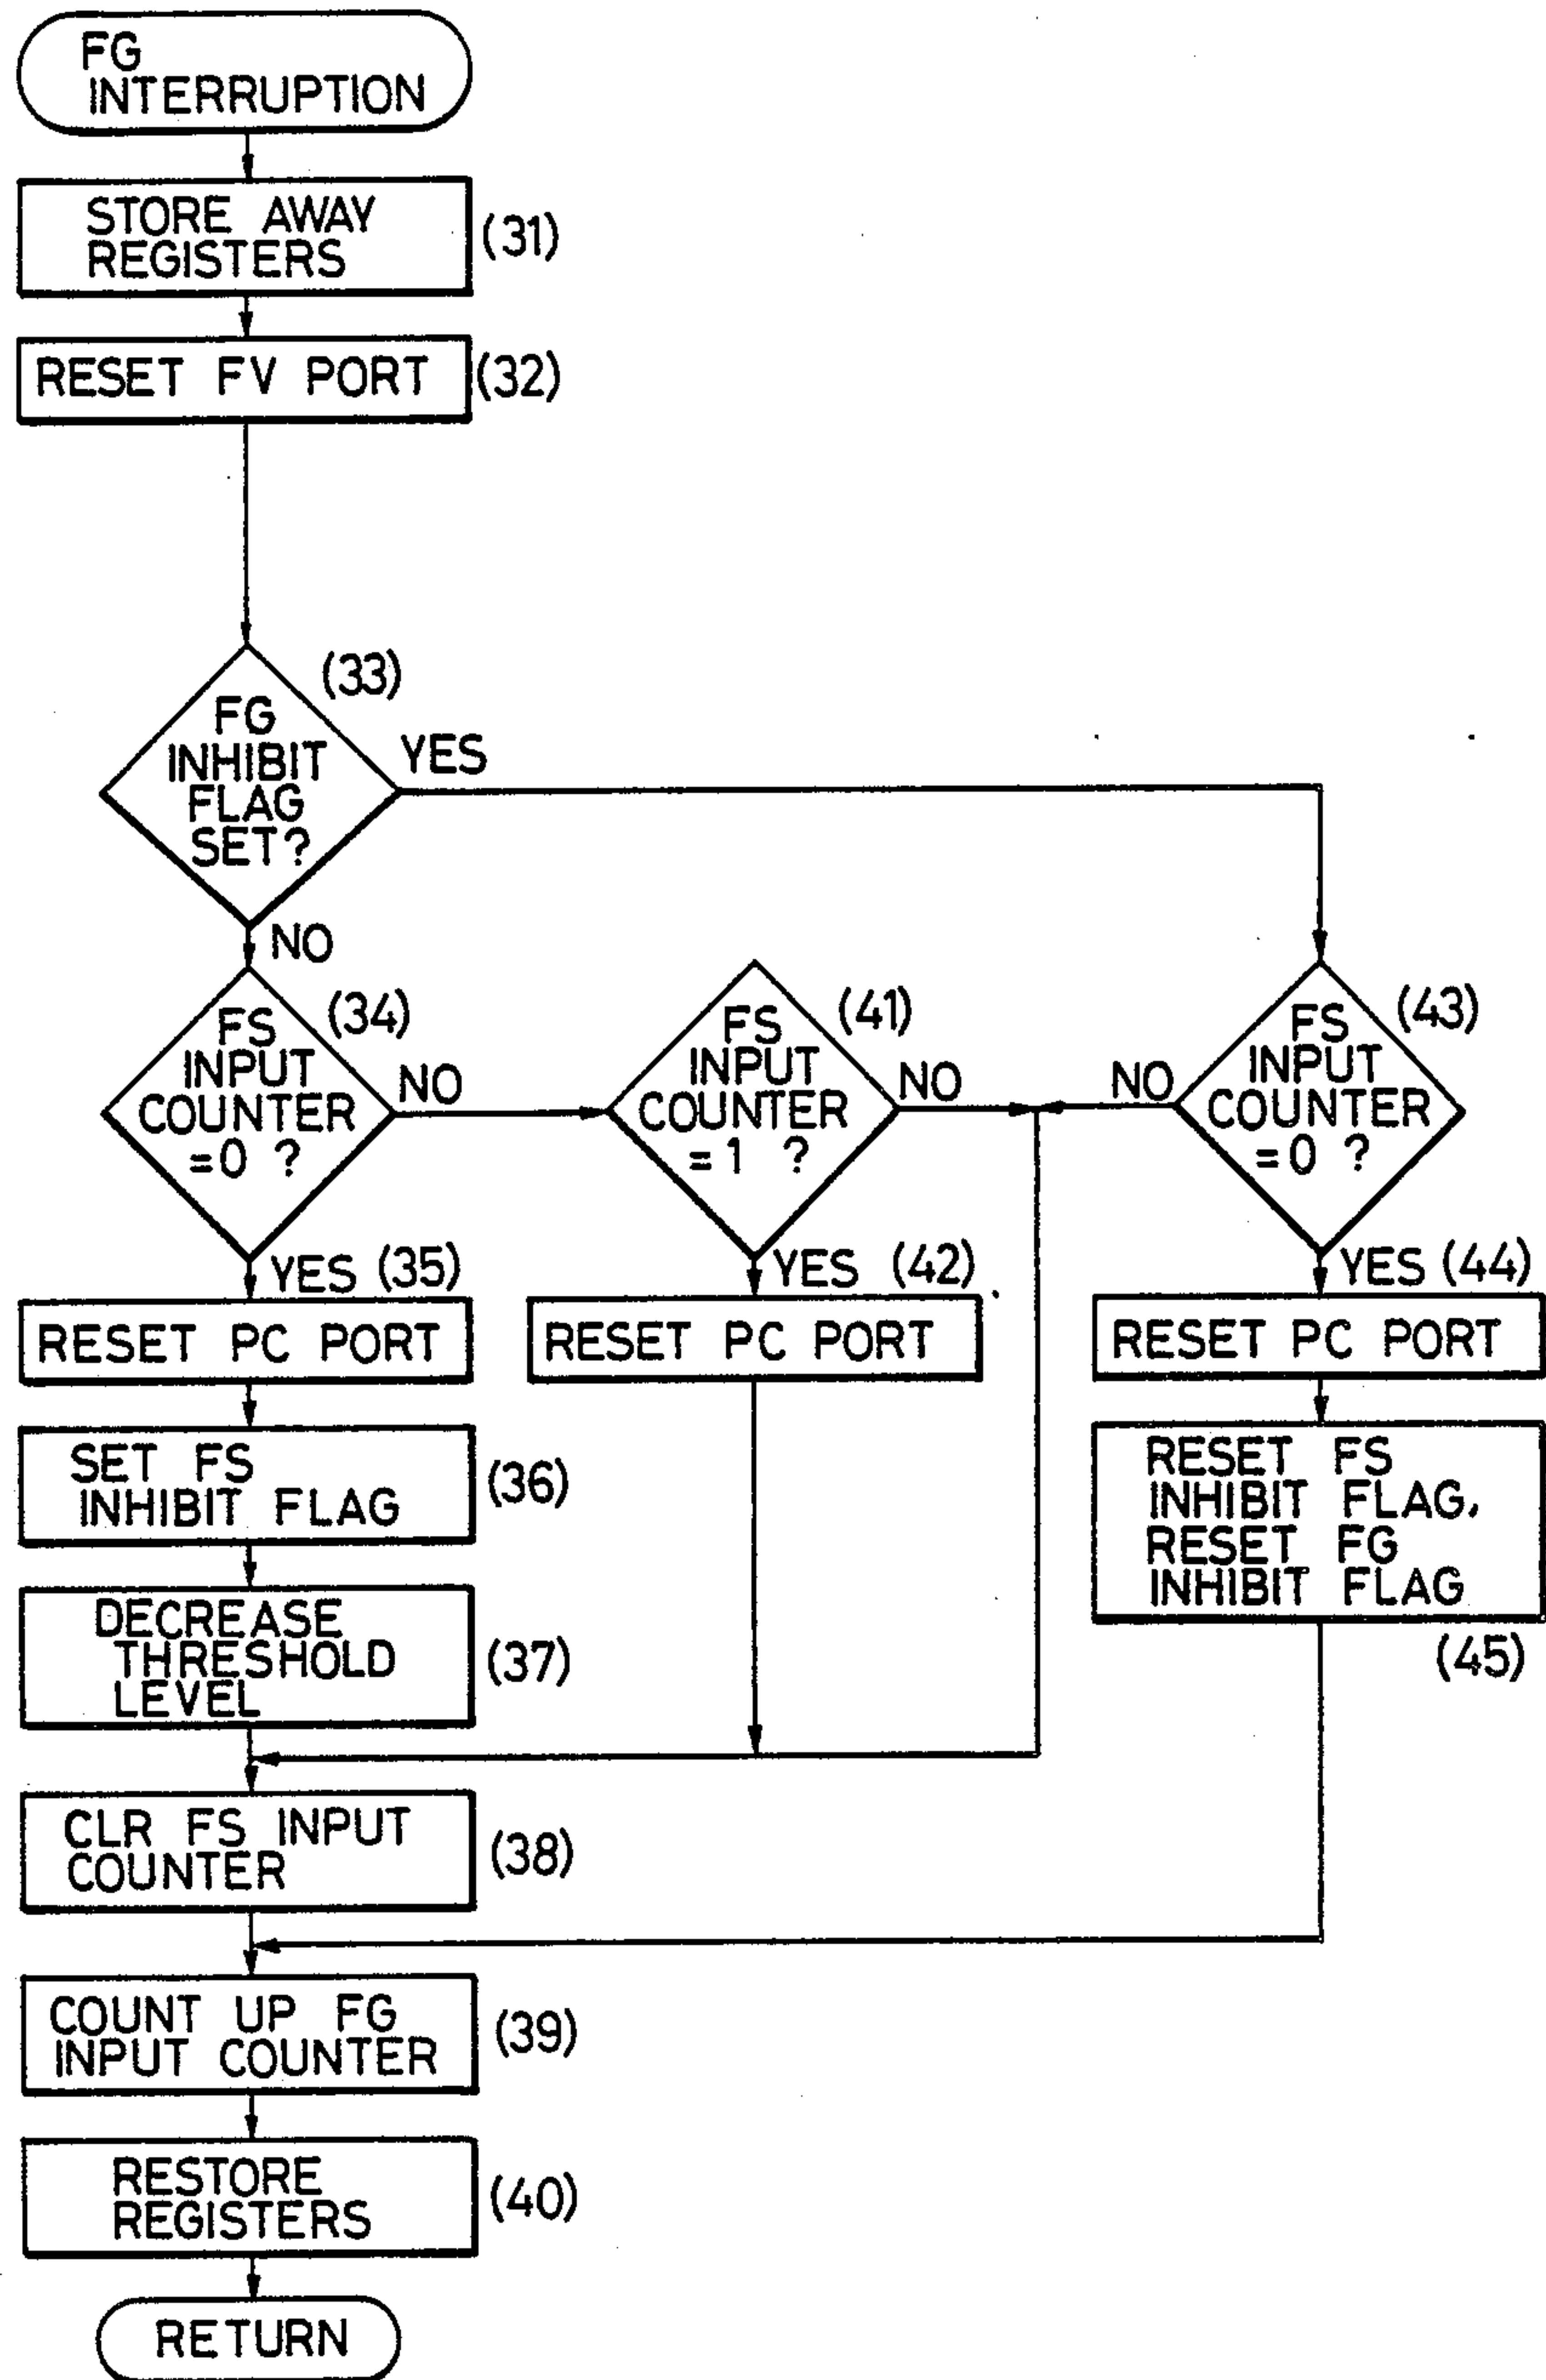 FG
INTERRUPTION
STORE AWAY
REGISTERS
(31)
RESET FV PORT
(32)
(33)
FG
INHIBIT
FLAG
SET?
YES
NO
(34)
FS
INPUT
COUNTER
=0 ?
NO
(41)
FS
INPUT
COUNTER
=1 ?
NO
(43)
FS
INPUT
COUNTER
=0 ?
NO
YES (35)
RESET PC PORT
YES (42)
RESET PC PORT
YES (44)
RESET PC PORT
SET FS
INHIBIT FLAG
(36)
RESET FS
INHIBIT FLAG,
RESET FG
INHIBIT FLAG
(45)
DECREASE
THRESHOLD
LEVEL
(37)
CLR FS INPUT
COUNTER
(38)
COUNT UP FG
INPUT COUNTER
(39)
RESTORE
REGISTERS
(40)
RETURN